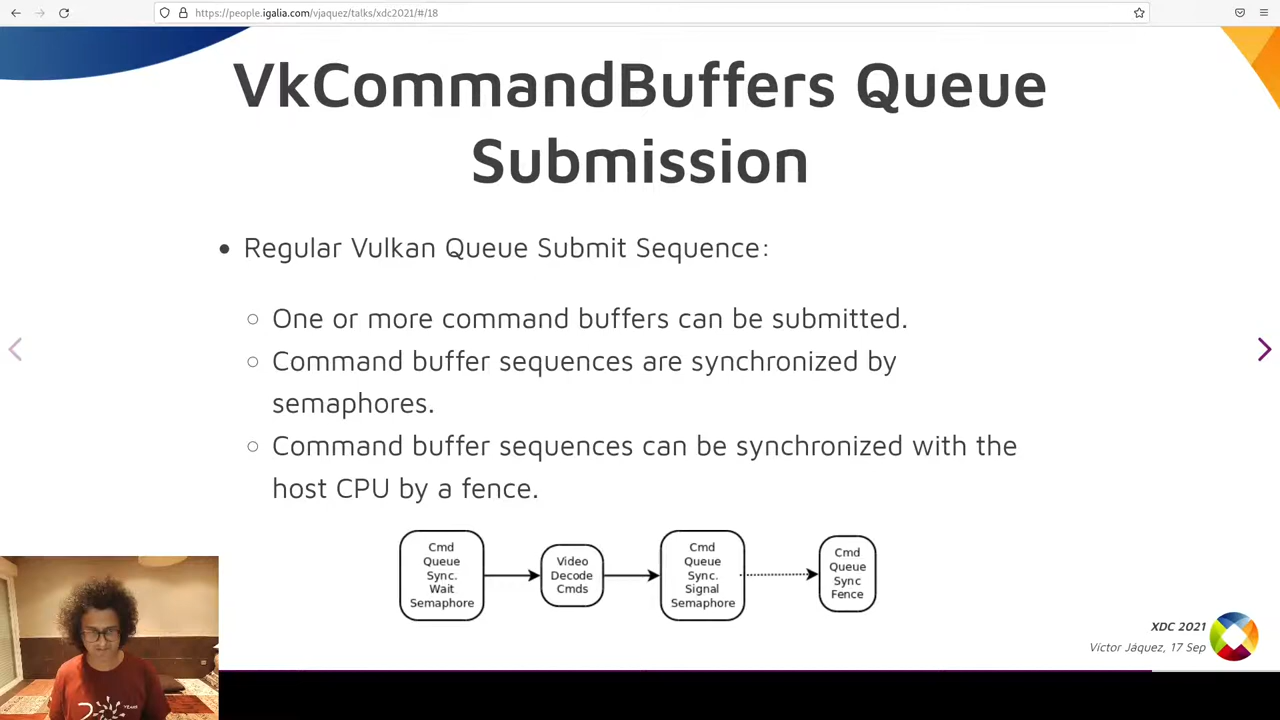 https://people.igalia.com/vjaquez/talks/xdc2021/#/18
VkCommandBuffers Queue
Submission
Regular Vulkan Queue Submit Sequence:
One or more command buffers can be submitted.
Command buffer sequences are synchronized by
semaphores.
Command buffer sequences can be synchronized with the
host CPU by a fence.
Cmd
Queue
Sync.
Wait
Semaphore
Video
Decode
Cmds
Cmd
Queue
Sync.
Signal
Semaphore
Cmd
Queue
Sync
Fence
XDC 2021
Víctor Jáquez, 17 Sep
YEARS